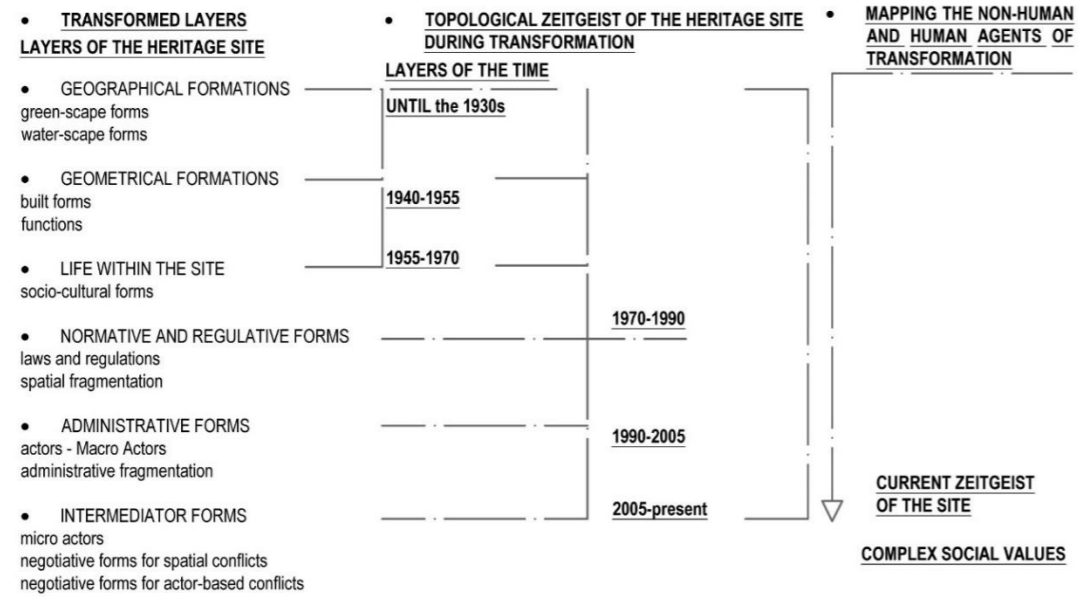 • TRANSFORMED LAYERS
LAYERS OF THE HERITAGE SITE
• GEOGRAPHICAL FORMATIONS
green-scape forms
water-scape forms
• GEOMETRICAL FORMATIONS
built forms
functions
• LIFE WITHIN THE SITE
socio-cultural forms
• NORMATIVE AND REGULATIVE FORMS
laws and regulations
spatial fragmentation
• ADMINISTRATIVE FORMS
actors - Macro Actors
administrative fragmentation
• INTERMEDIATOR FORMS
micro actors
negotiative forms for spatial conflicts
negotiative forms for actor-based conflicts
• TOPOLOGICAL ZEITGEIST OF THE HERITAGE SITE
DURING TRANSFORMATION
LAYERS OF THE TIME
UNTIL the 1930s
1940-1955
1955-1970
1970-1990
1990-2005
2005-present
• MAPPING THE NON-HUMAN
AND HUMAN AGENTS OF
TRANSFORMATION
CURRENT ZEITGEIST
OF THE SITE
COMPLEX SOCIAL VALUES